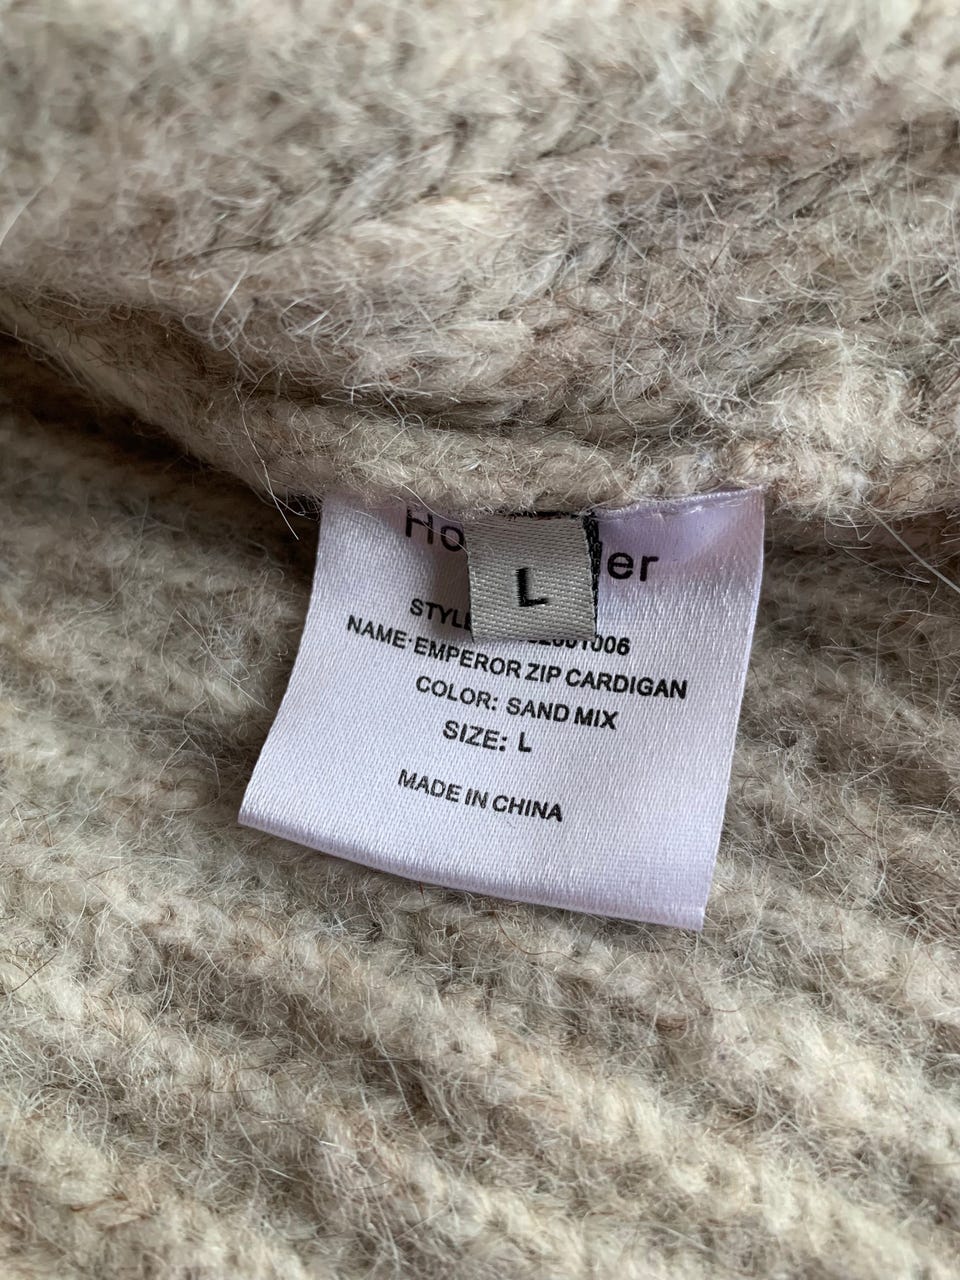 L
NAME: EMPEROR ZIP CARDIGAN
COLOR: SAND MIX
SIZE: L
MADE IN CHINA